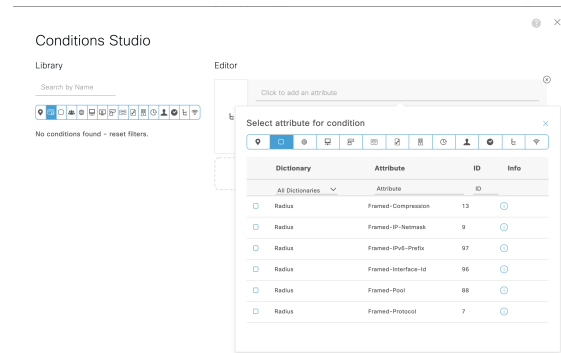 Conditions Studio
Library
Editor
Search by Name
Click to add an attribute
No conditions found – reset filters.
Select attribute for condition
Dictionary Attribute ID Info
All Dictionaries Attribute ID
Radius Framed-Compression 13
Radius Framed-IP-Netmask 9
Radius Framed-IPv6-Prefix 97
Radius Framed-Interface-Id 96
Radius Framed-Pool 88
Radius Framed-Protocol 7